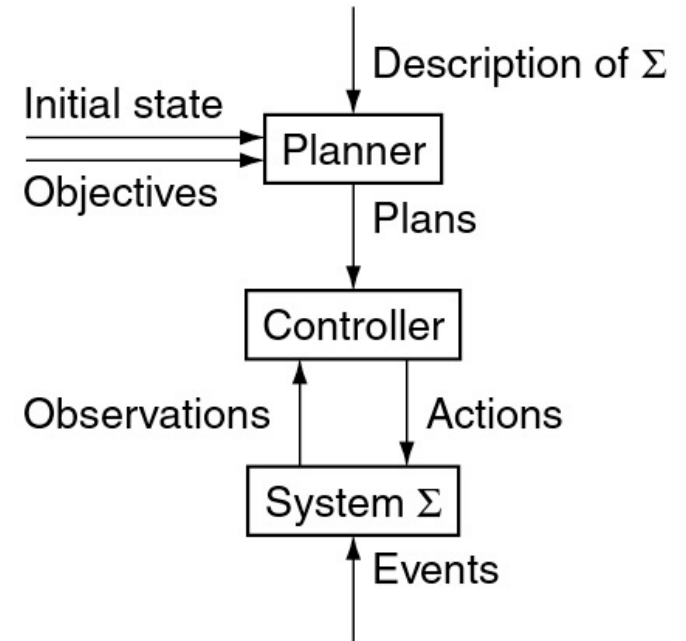 Description of Σ
Initial state
Planner
Objectives
Plans
Controller
Observations
Actions
System Σ
Events